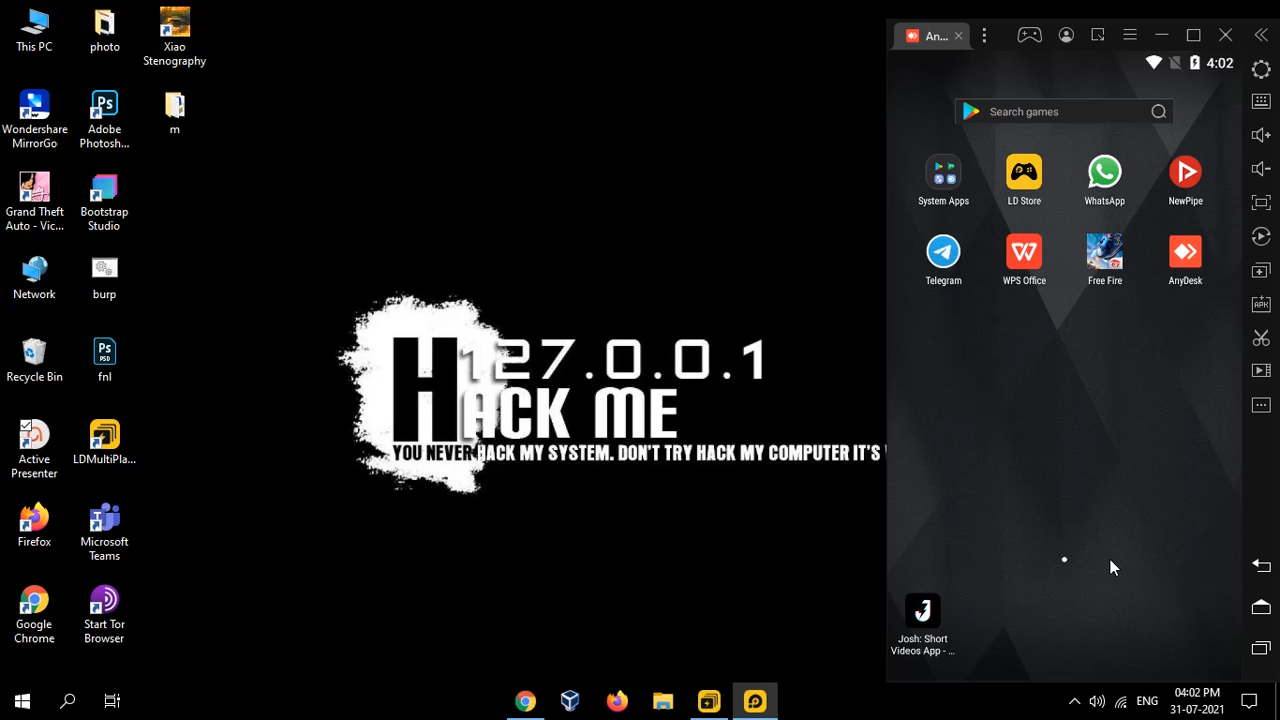 This PC
photo
Xiao
Stenography
Wondershare
MirrorGo
Adobe
Photosh...
m
Grand Theft
Auto - Vic...
Bootstrap
Studio
Network
burp
Recycle Bin
fnl
Active
Presenter
LDMultiPla...
Firefox
Microsoft
Teams
Google
Chrome
Start Tor
Browser
127.0.0.1
HACK ME
YOU NEVER HACK MY SYSTEM. DON'T TRY HACK MY COMPUTER IT'S
An...
4:02
Search games
System Apps
LD Store
WhatsApp
NewPipe
Telegram
WPS Office
Free Fire
AnyDesk
Josh: Short
Videos App - ...
ENG
04:02 PM
31-07-2021